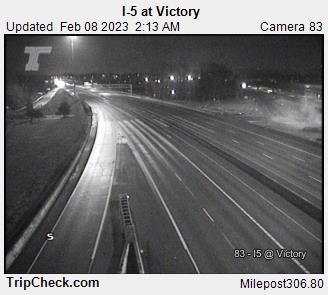 I-5 at Victory
Updated Feb 08 2023 2:13 AM Camera 83
T
S
83 - I5 @ Victory
TripCheck.com Milepost306.80